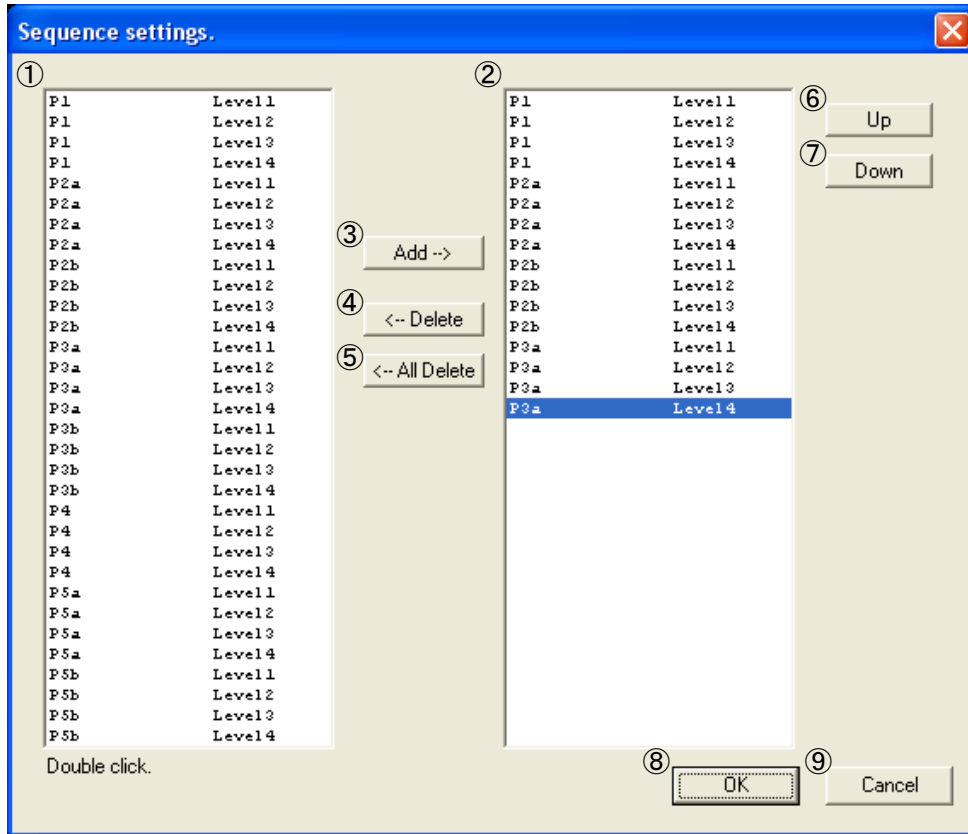 Sequence settings.
① ②
P1 Level1
P1 Level2
P1 Level3
P1 Level4
P2a Level1
P2a Level2
P2a Level3
P2a Level4
P2b Level1
P2b Level2
P2b Level3
P2b Level4
P3a Level1
P3a Level2
P3a Level3
P3a Level4
P3b Level1
P3b Level2
P3b Level3
P3b Level4
P4 Level1
P4 Level2
P4 Level3
P4 Level4
P5a Level1
P5a Level2
P5a Level3
P5a Level4
P5b Level1
P5b Level2
P5b Level3
P5b Level4
Double click.
③ Add -->
④ <-- Delete
⑤ <-- All Delete
P1 Level1
P1 Level2
P1 Level3
P1 Level4
P2a Level1
P2a Level2
P2a Level3
P2a Level4
P2b Level1
P2b Level2
P2b Level3
P2b Level4
P3a Level1
P3a Level2
P3a Level3
P3a Level4
⑥ Up
⑦ Down
⑧ OK
⑨ Cancel